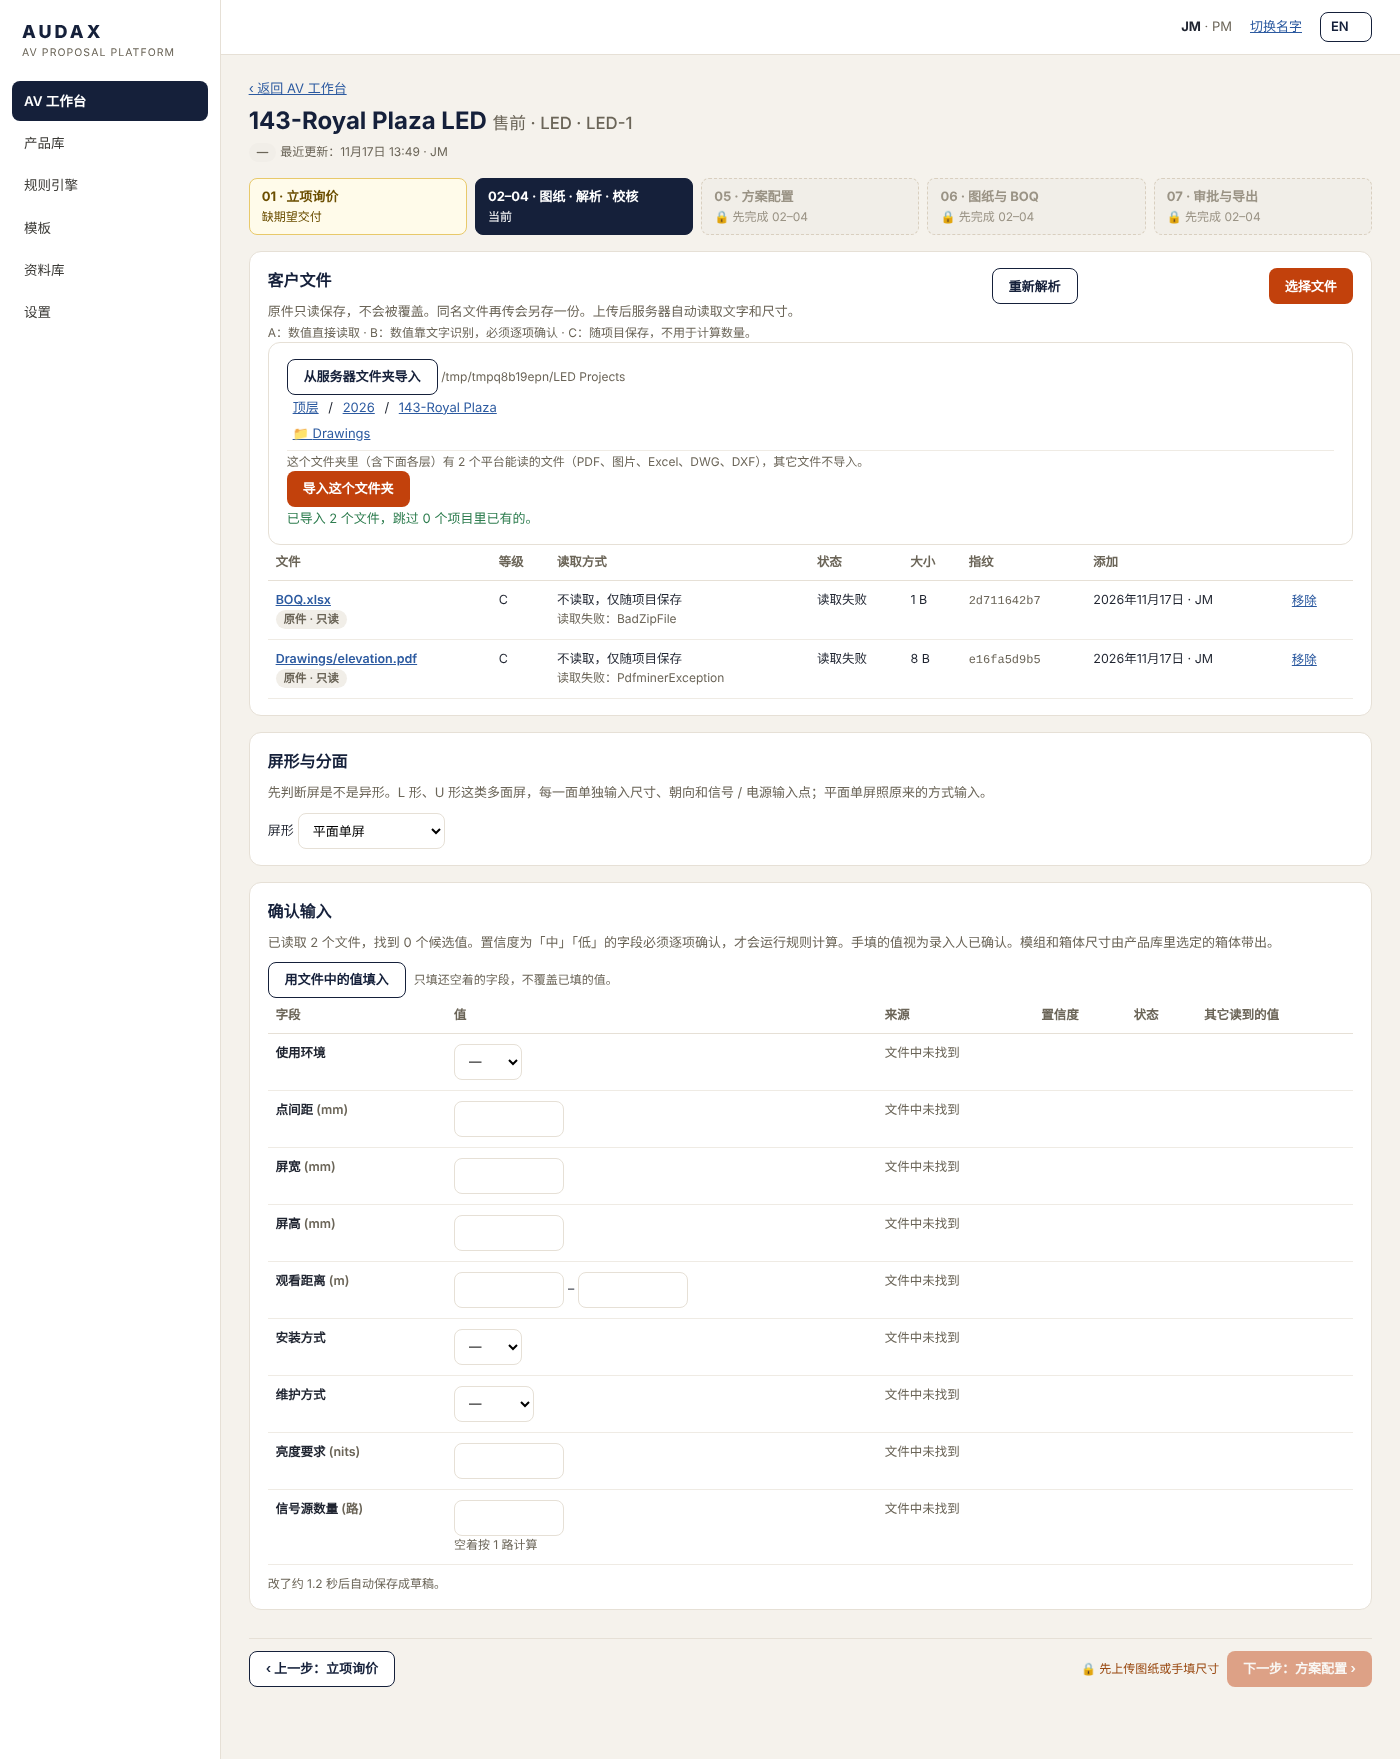 AUDAX
AV PROPOSAL PLATFORM
AV 工作台
产品库
规则引擎
模板
资料库
设置
JM · PM 切换名字 EN
‹ 返回 AV 工作台
143-Royal Plaza LED 售前 · LED · LED-1
— 最近更新：11月17日 13:49 · JM
01 · 立项询价
缺期望交付
02–04 · 图纸 · 解析 · 校核
当前
05 · 方案配置
🔒 先完成 02–04
06 · 图纸与 BOQ
🔒 先完成 02–04
07 · 审批与导出
🔒 先完成 02–04
客户文件 重新解析 选择文件
原件只读保存，不会被覆盖。同名文件再传会另存一份。上传后服务器自动读取文字和尺寸。
A：数值直接读取 · B：数值靠文字识别，必须逐项确认 · C：随项目保存，不用于计算数量。
从服务器文件夹导入 /tmp/tmpq8b19epn/LED Projects
顶层 / 2026 / 143-Royal Plaza
📁 Drawings
这个文件夹里（含下面各层）有 2 个平台能读的文件（PDF、图片、Excel、DWG、DXF），其它文件不导入。
导入这个文件夹
已导入 2 个文件，跳过 0 个项目里已有的。
文件 等级 读取方式 状态 大小 指纹 添加
BOQ.xlsx C 不读取，仅随项目保存 读取失败 1 B 2d711642b7 2026年11月17日 · JM 移除
原件 · 只读 读取失败：BadZipFile
Drawings/elevation.pdf C 不读取，仅随项目保存 读取失败 8 B e16fa5d9b5 2026年11月17日 · JM 移除
原件 · 只读 读取失败：PdfminerException
屏形与分面
先判断屏是不是异形。L 形、U 形这类多面屏，每一面单独输入尺寸、朝向和信号 / 电源输入点；平面单屏照原来的方式输入。
屏形 平面单屏
确认输入
已读取 2 个文件，找到 0 个候选值。置信度为「中」「低」的字段必须逐项确认，才会运行规则计算。手填的值视为录入人已确认。模组和箱体尺寸由产品库里选定的箱体带出。
用文件中的值填入 只填还空着的字段，不覆盖已填的值。
字段 值 来源 置信度 状态 其它读到的值
使用环境 — 文件中未找到
点间距 (mm) 文件中未找到
屏宽 (mm) 文件中未找到
屏高 (mm) 文件中未找到
观看距离 (m) – 文件中未找到
安装方式 — 文件中未找到
维护方式 — 文件中未找到
亮度要求 (nits) 文件中未找到
信号源数量 (路) 文件中未找到
空着按 1 路计算
改了约 1.2 秒后自动保存成草稿。
‹ 上一步：立项询价 🔒 先上传图纸或手填尺寸 下一步：方案配置 ›